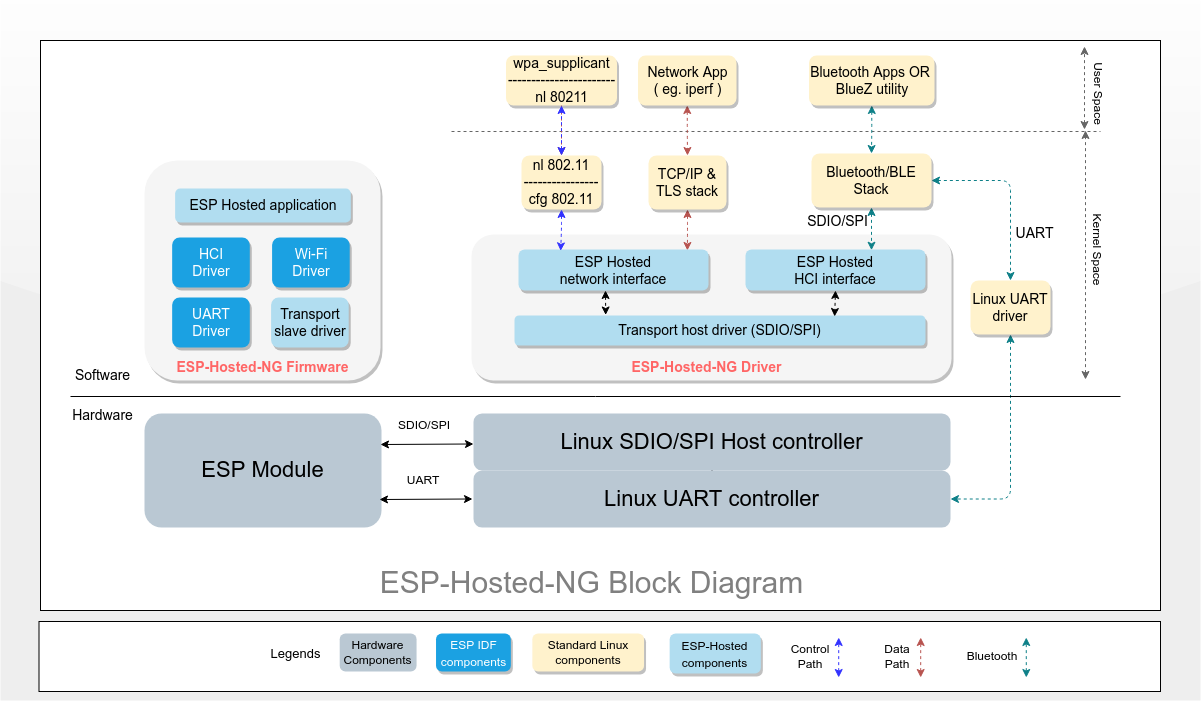 wpa_supplicant
------------------------
nl 80211
Network App
( eg. iperf )
Bluetooth Apps OR
BlueZ utility
User Space
nl 802.11
----------------
cfg 802.11
TCP/IP &
TLS stack
Bluetooth/BLE
Stack
SDIO/SPI
UART
Kernel Space
ESP Hosted application
HCI
Driver
Wi-Fi
Driver
UART
Driver
Transport
slave driver
ESP-Hosted-NG Firmware
ESP Hosted
network interface
ESP Hosted
HCI interface
Transport host driver (SDIO/SPI)
ESP-Hosted-NG Driver
Linux UART
driver
Software
Hardware
ESP Module
SDIO/SPI
UART
Linux SDIO/SPI Host controller
Linux UART controller
ESP-Hosted-NG Block Diagram
Legends
Hardware
Components
ESP IDF
components
Standard Linux
components
ESP-Hosted
components
Control
Path
Data
Path
Bluetooth